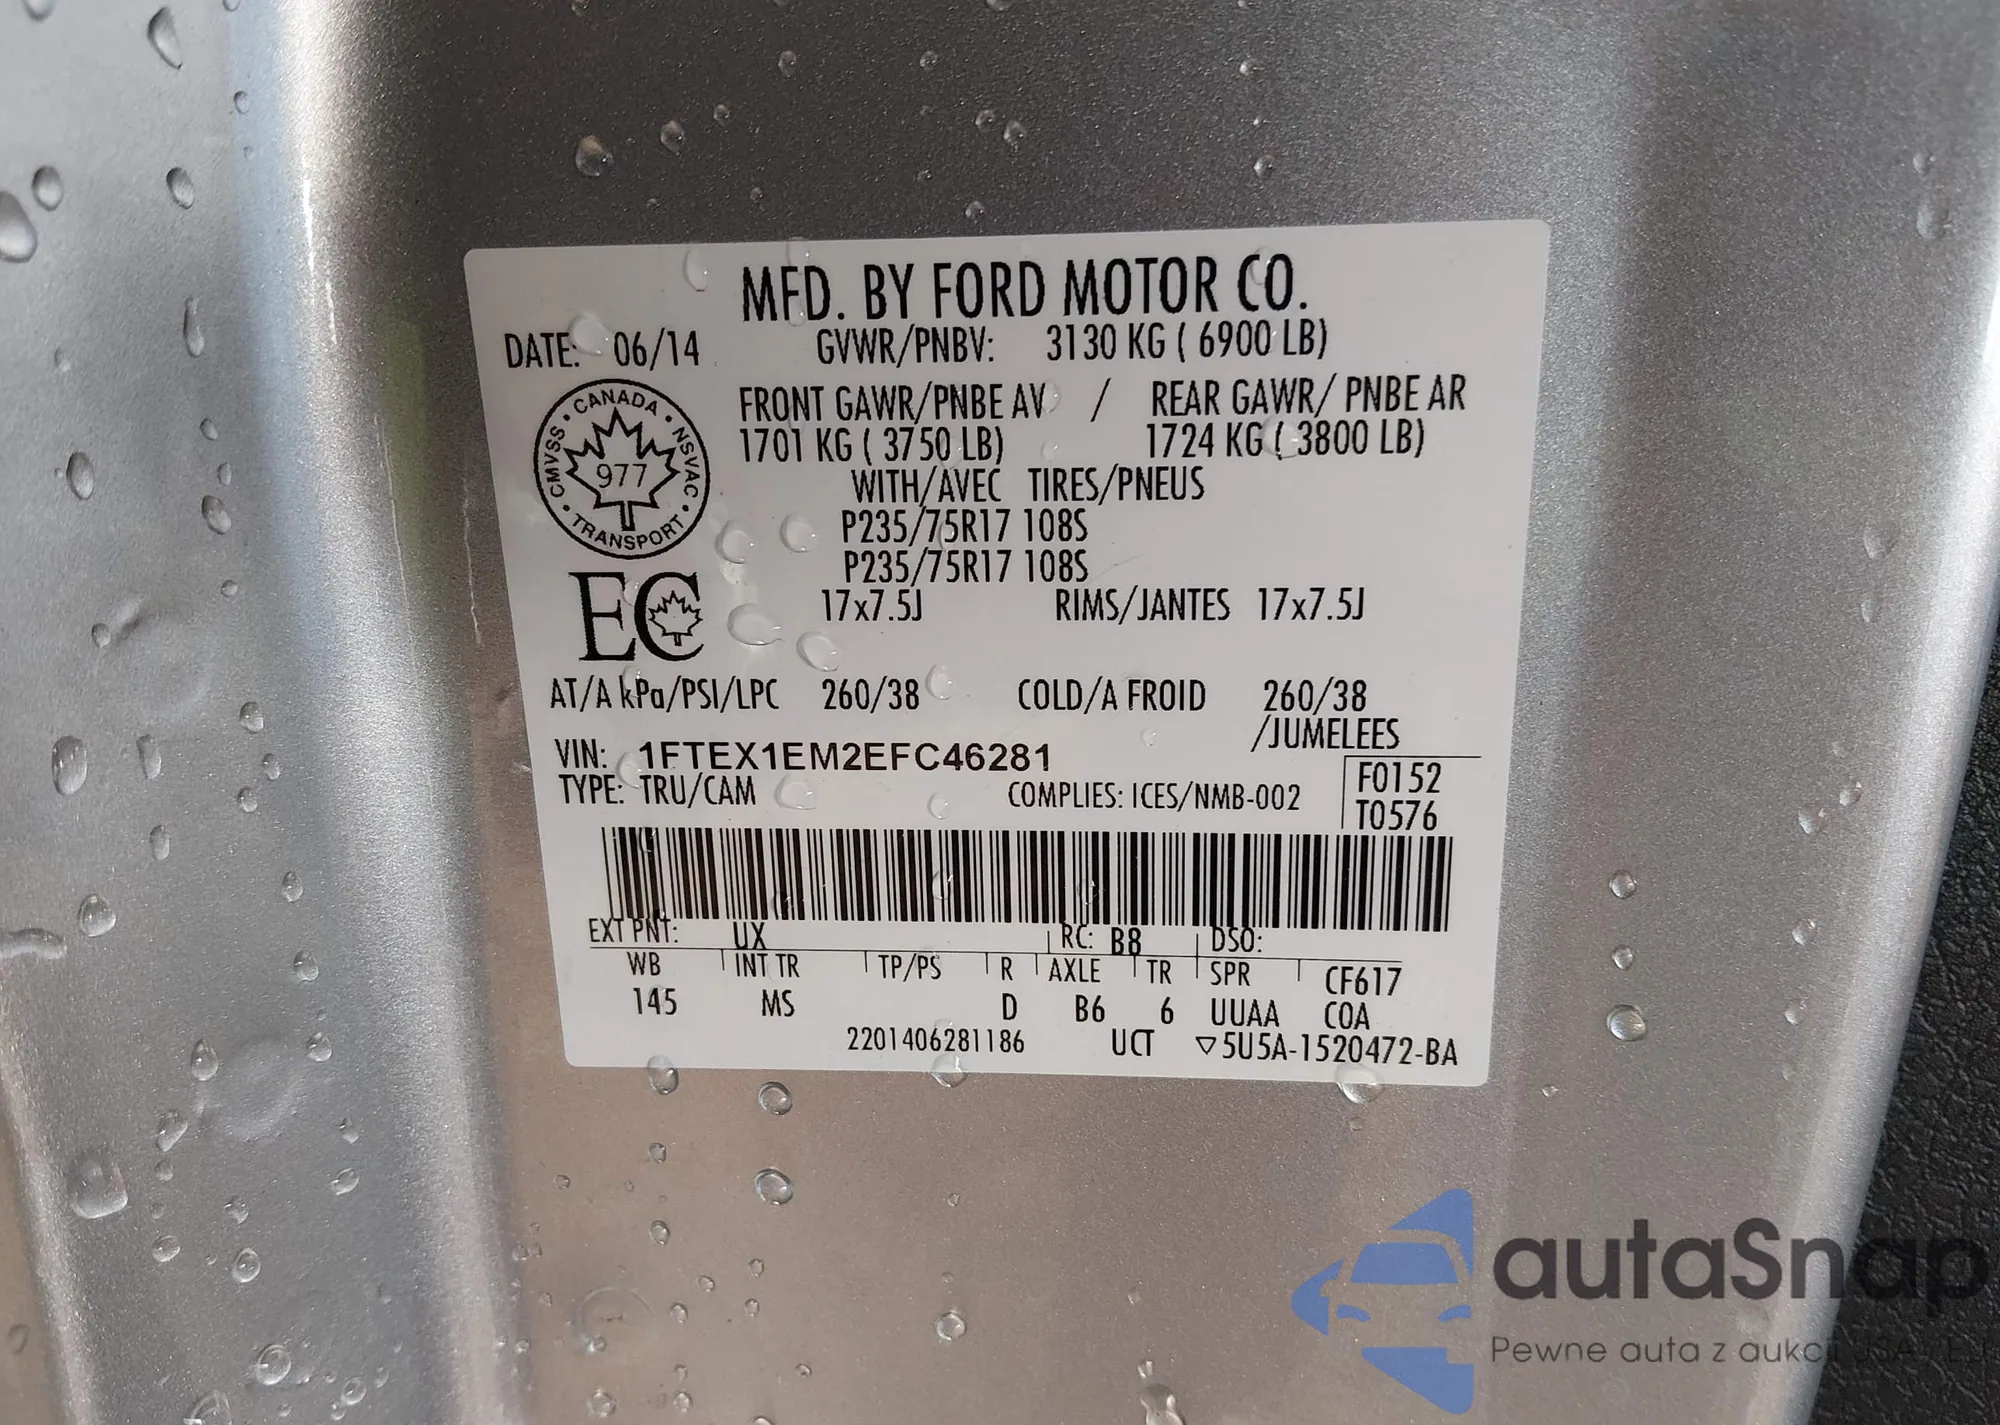 MFD. BY FORD MOTOR CO.
DATE: 06/14 GVWR/PNBV: 3130 KG ( 6900 LB)
FRONT GAWR/PNBE AV / REAR GAWR/ PNBE AR
1701 KG ( 3750 LB) 1724 KG ( 3800 LB)
WITH/AVEC TIRES/PNEUS
P235/75R17 108S
P235/75R17 108S
17x7.5J RIMS/JANTES 17x7.5J
CANADA
CMVSS
NSVAC
977
TRANSPORT
EC
AT/A kPa/PSI/LPC 260/38 COLD/A FROID 260/38
/JUMELEES
VIN: 1FTEX1EM2EFC46281
TYPE: TRU/CAM COMPLIES: ICES/NMB-002
F0152
T0576
EXT PNT: UX RC: B8 DSO:
WB INT TR TP/PS R AXLE TR SPR CF617
145 MS D B6 6 UUAA COA
2201406281186 UCT ▽5U5A-1520472-BA
autaSnap
Pewne auta z aukcji USA / EU